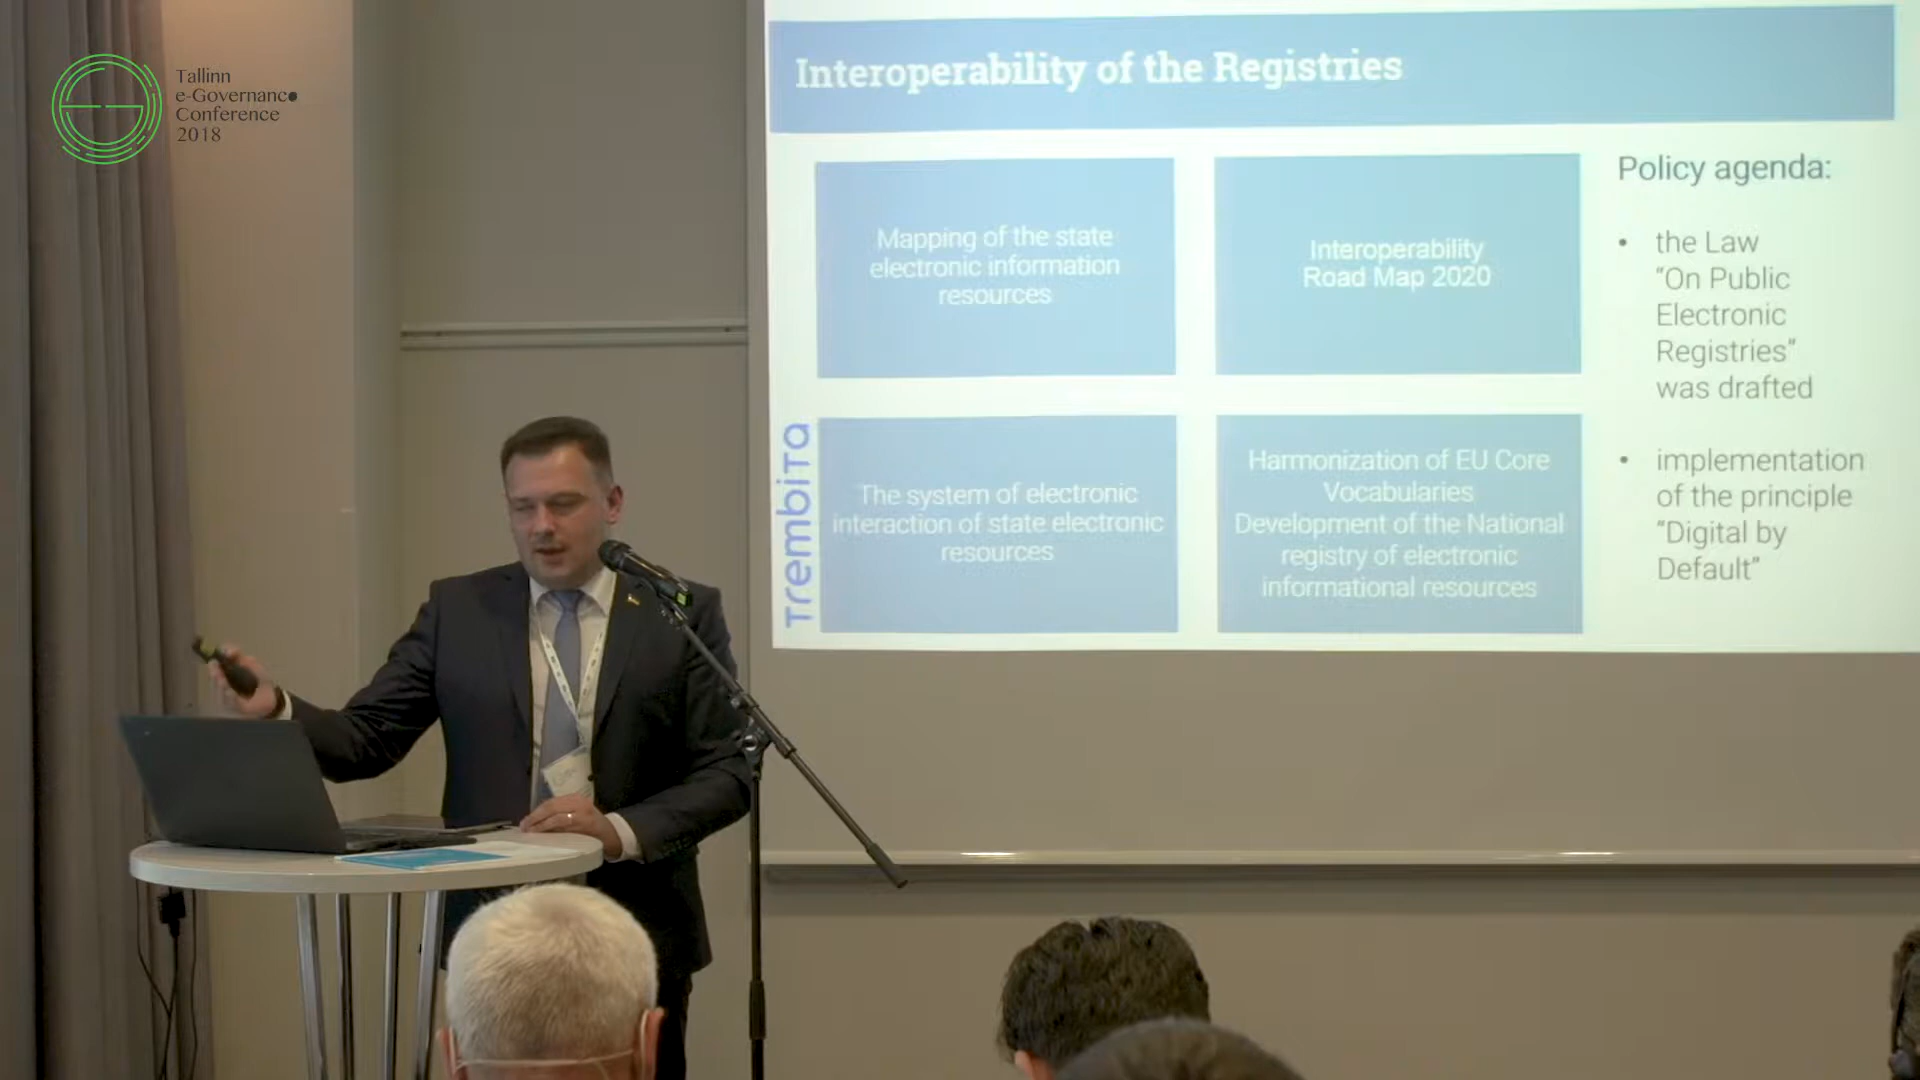 Tallinn
e-Governance
Conference
2018
Interoperability of the Registries
Mapping of the state
electronic information
resources
Interoperability
Road Map 2020
Trembiта
The system of electronic
interaction of state electronic
resources
Harmonization of EU Core
Vocabularies
Development of the National
registry of electronic
informational resources
Policy agenda:
• the Law
“On Public
Electronic
Registries”
was drafted
• implementation
of the principle
“Digital by
Default”